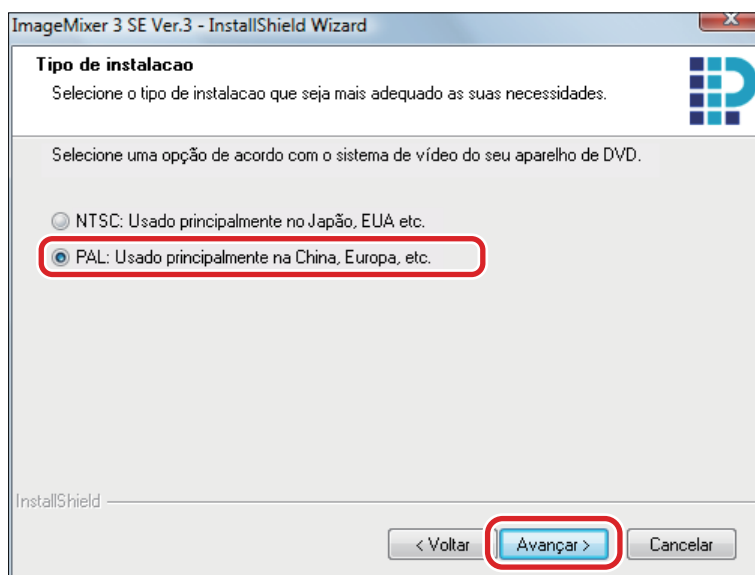 ImageMixer 3 SE Ver.3 - InstallShield Wizard
Tipo de instalacao
Selecione o tipo de instalacao que seja mais adequado as suas necessidades.
Selecione uma opção de acordo com o sistema de vídeo do seu aparelho de DVD.
NTSC: Usado principalmente no Japão, EUA etc.
PAL: Usado principalmente na China, Europa, etc.
InstallShield
< Voltar Avançar > Cancelar